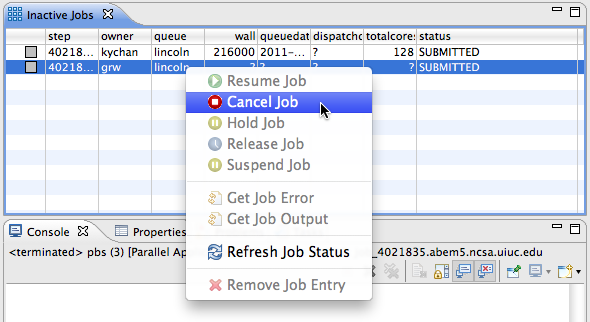 Inactive Jobs
step owner queue wall queuedat dispatchc totalcores status
40218... kychan lincoln 216000 2011-... ? 128 SUBMITTED
40218... grw lincoln ? ? ? ? SUBMITTED
Resume Job
Cancel Job
Hold Job
Release Job
Suspend Job
Get Job Error
Get Job Output
Refresh Job Status
Remove Job Entry
Console Properties
<terminated> pbs (3) [Parallel Ap _4021835.abem5.ncsa.uiuc.edu